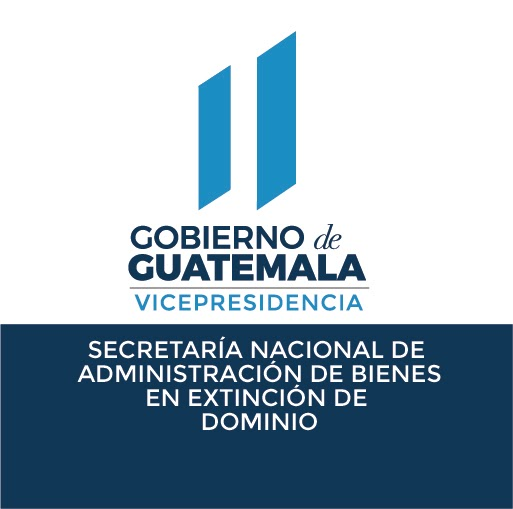 GOBIERNO de
GUATEMALA
VICEPRESIDENCIA
SECRETARÍA NACIONAL DE
ADMINISTRACIÓN DE BIENES
EN EXTINCIÓN DE
DOMINIO